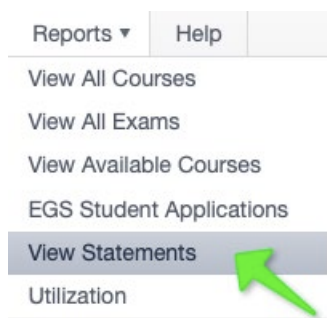 Reports ▼ Help
View All Courses
View All Exams
View Available Courses
EGS Student Applications
View Statements
Utilization